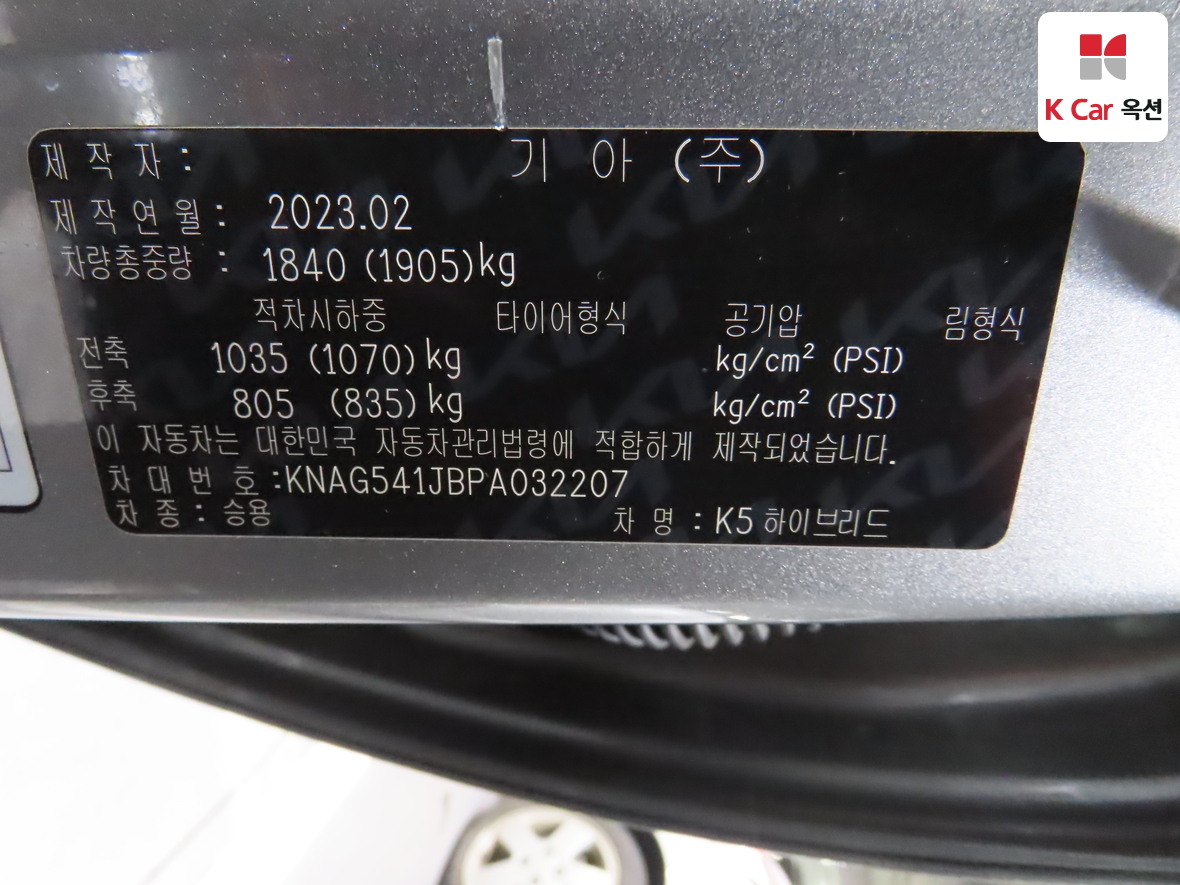 K Car 옥션
제 작 자 : 기 아 (주)
제 작 연 월 : 2023.02
차량총중량 : 1840 (1905)kg
적차시하중 타이어형식 공기압 림형식
전축 1035 (1070)kg kg/cm² (PSI)
후축 805 (835)kg kg/cm² (PSI)
이 자동차는 대한민국 자동차관리법령에 적합하게 제작되었습니다.
차 대 번 호 :KNAG541JBPA032207
차 종 : 승용 차 명 : K5 하이브리드